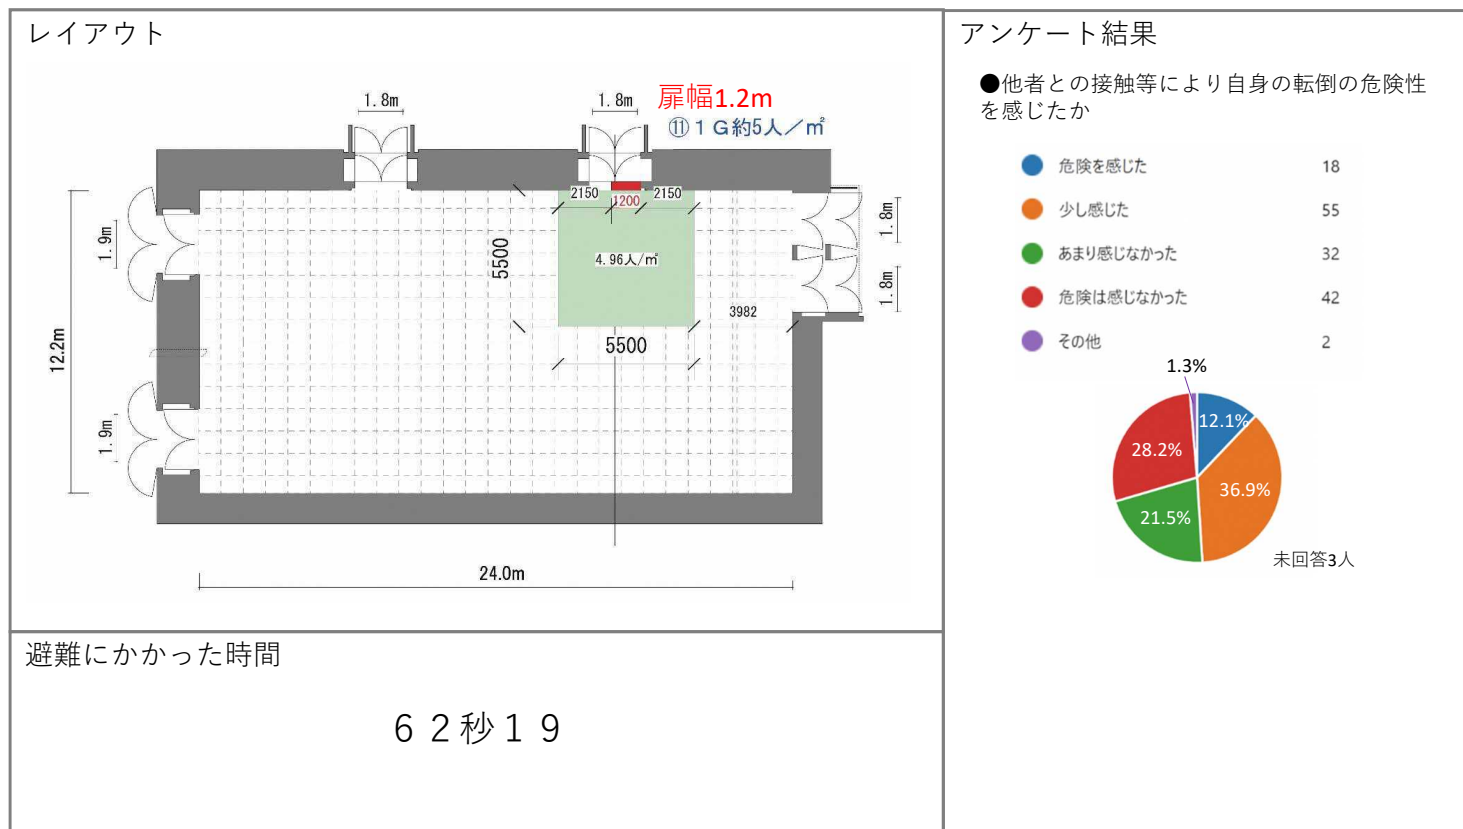 レイアウト
1.8m
1.8m
扉幅1.2m
⑪１Ｇ約5人／㎡
2150
1200
2150
1.9m
5500
4.96人/㎡
1.8m
1.8m
3982
12.2m
5500
1.9m
24.0m
避難にかかった時間
６２秒１９
アンケート結果
●他者との接触等により自身の転倒の危険性
を感じたか
危険を感じた 18
少し感じた 55
あまり感じなかった 32
危険は感じなかった 42
その他 2
1.3%
12.1%
28.2%
36.9%
21.5%
未回答3人